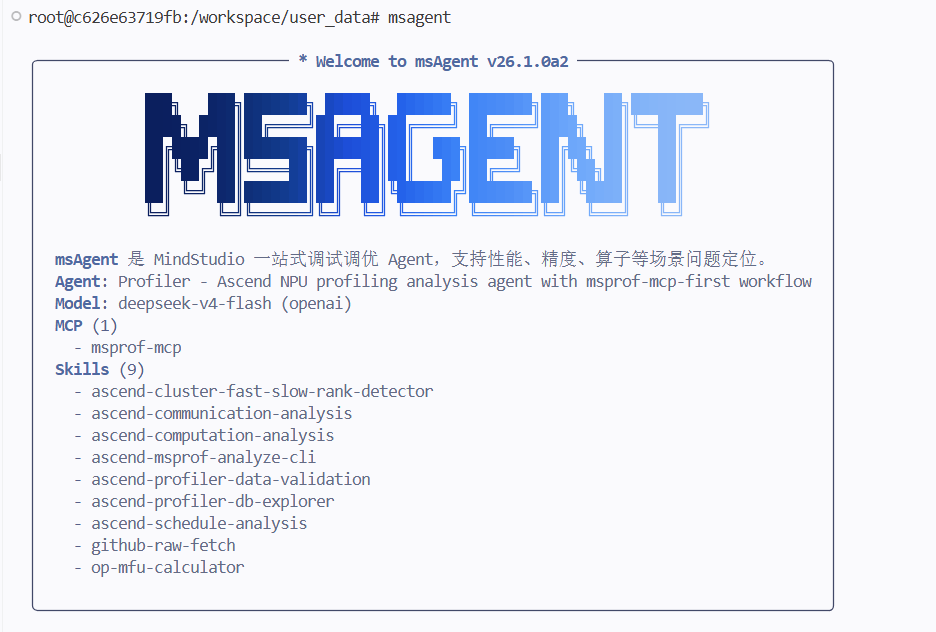 root@c626e63719fb:/workspace/user_data# msagent
* Welcome to msAgent v26.1.0a2
MSAGENT
msAgent 是 MindStudio 一站式调试调优 Agent，支持性能、精度、算子等场景问题定位。
Agent: Profiler - Ascend NPU profiling analysis agent with msprof-mcp-first workflow
Model: deepseek-v4-flash (openai)
MCP (1)
- msprof-mcp
Skills (9)
- ascend-cluster-fast-slow-rank-detector
- ascend-communication-analysis
- ascend-computation-analysis
- ascend-msprof-analyze-cli
- ascend-profiler-data-validation
- ascend-profiler-db-explorer
- ascend-schedule-analysis
- github-raw-fetch
- op-mfu-calculator